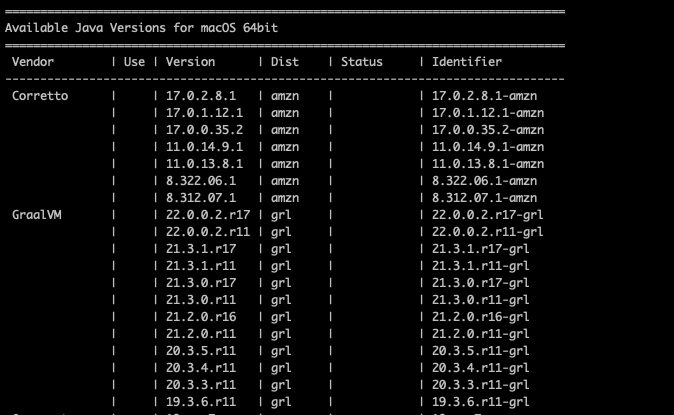 ================================================================================
Available Java Versions for macOS 64bit
================================================================================
Vendor | Use | Version | Dist | Status | Identifier
--------------------------------------------------------------------------------
Corretto | | 17.0.2.8.1 | amzn | | 17.0.2.8.1-amzn
| | 17.0.1.12.1 | amzn | | 17.0.1.12.1-amzn
| | 17.0.0.35.2 | amzn | | 17.0.0.35.2-amzn
| | 11.0.14.9.1 | amzn | | 11.0.14.9.1-amzn
| | 11.0.13.8.1 | amzn | | 11.0.13.8.1-amzn
| | 8.322.06.1 | amzn | | 8.322.06.1-amzn
| | 8.312.07.1 | amzn | | 8.312.07.1-amzn
GraalVM | | 22.0.0.2.r17 | grl | | 22.0.0.2.r17-grl
| | 22.0.0.2.r11 | grl | | 22.0.0.2.r11-grl
| | 21.3.1.r17 | grl | | 21.3.1.r17-grl
| | 21.3.1.r11 | grl | | 21.3.1.r11-grl
| | 21.3.0.r17 | grl | | 21.3.0.r17-grl
| | 21.3.0.r11 | grl | | 21.3.0.r11-grl
| | 21.2.0.r16 | grl | | 21.2.0.r16-grl
| | 21.2.0.r11 | grl | | 21.2.0.r11-grl
| | 20.3.5.r11 | grl | | 20.3.5.r11-grl
| | 20.3.4.r11 | grl | | 20.3.4.r11-grl
| | 20.3.3.r11 | grl | | 20.3.3.r11-grl
| | 19.3.6.r11 | grl | | 19.3.6.r11-grl